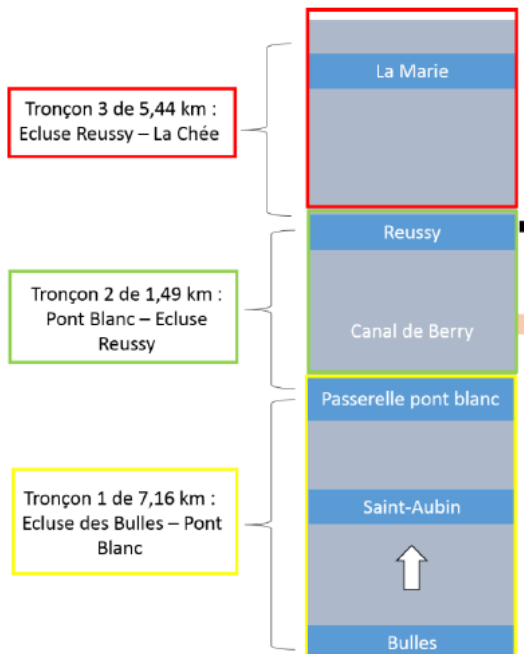 La Marie
Tronçon 3 de 5,44 km :
Ecluse Reussy – La Chée
Reussy
Tronçon 2 de 1,49 km :
Pont Blanc – Ecluse
Reussy
Canal de Berry
Passerelle pont blanc
Tronçon 1 de 7,16 km :
Ecluse des Bulles – Pont
Blanc
Saint-Aubin
Bulles